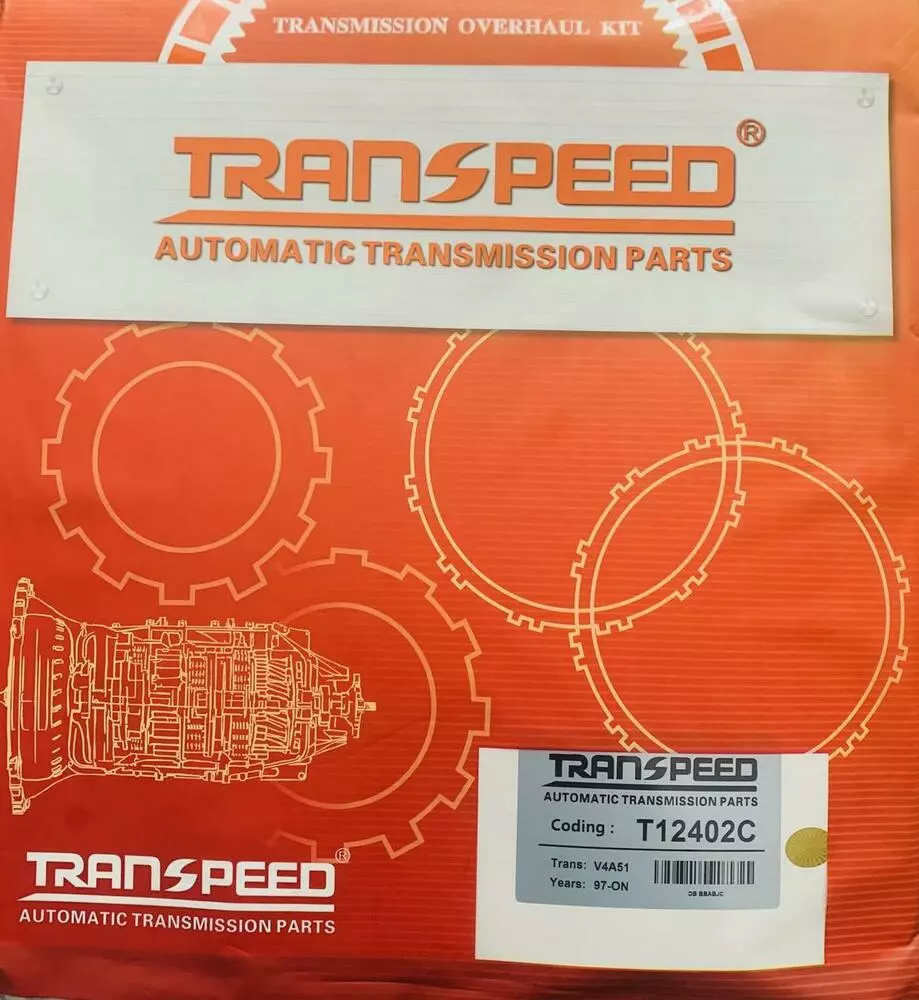 TRANSMISSION OVERHAUL KIT
TRANSPEED®
AUTOMATIC TRANSMISSION PARTS
TRANSPEED
AUTOMATIC TRANSMISSION PARTS
Coding : T12402C
Trans: V4A51
Years: 97-ON
TRANSPEED®
AUTOMATIC TRANSMISSION PARTS